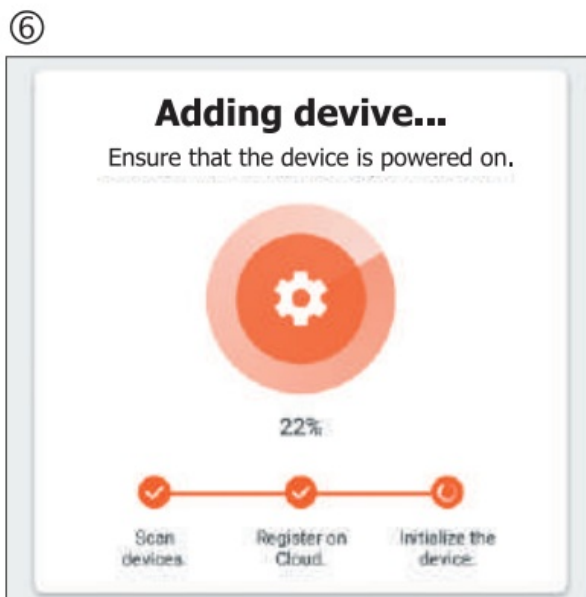 ⑥
Adding devive...
Ensure that the device is powered on.
22%
Scan devices.
Register on Cloud.
Initialize the device.